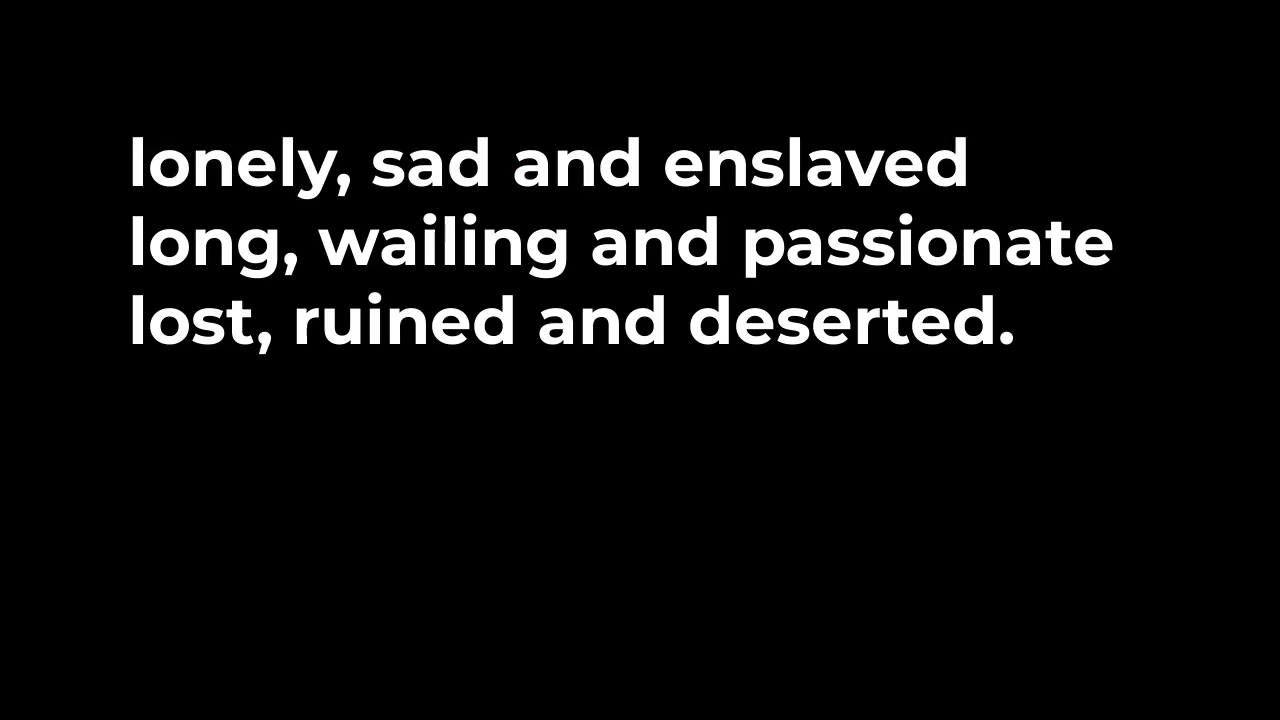 lonely, sad and enslaved
long, wailing and passionate
lost, ruined and deserted.